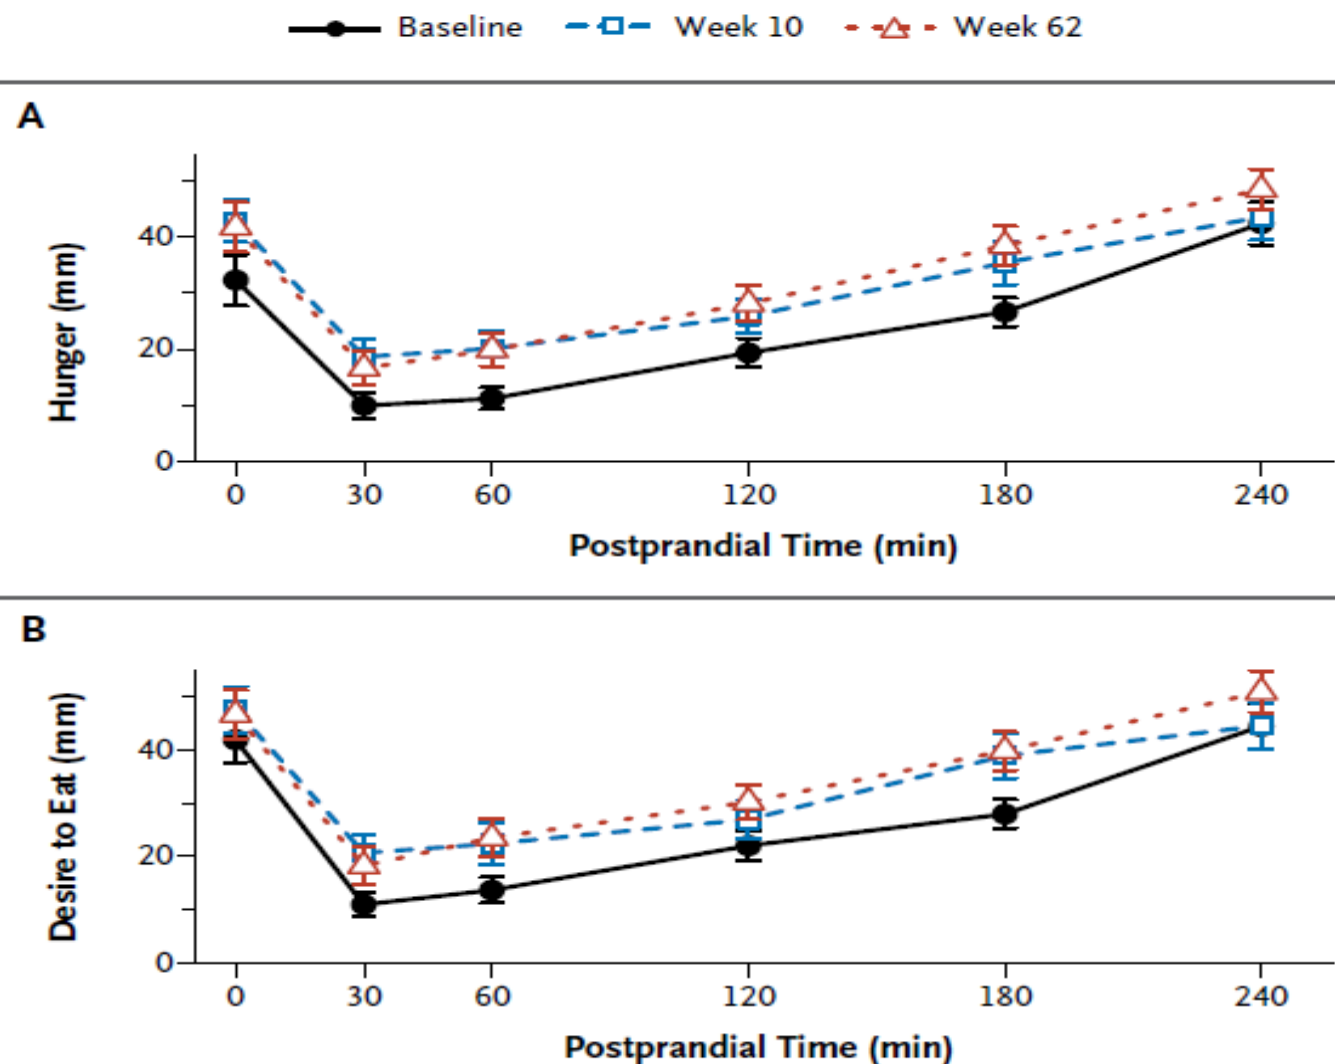 Baseline Week 10 Week 62
A
Hunger (mm)
40
20
0
0 30 60 120 180 240
Postprandial Time (min)
B
Desire to Eat (mm)
40
20
0
0 30 60 120 180 240
Postprandial Time (min)